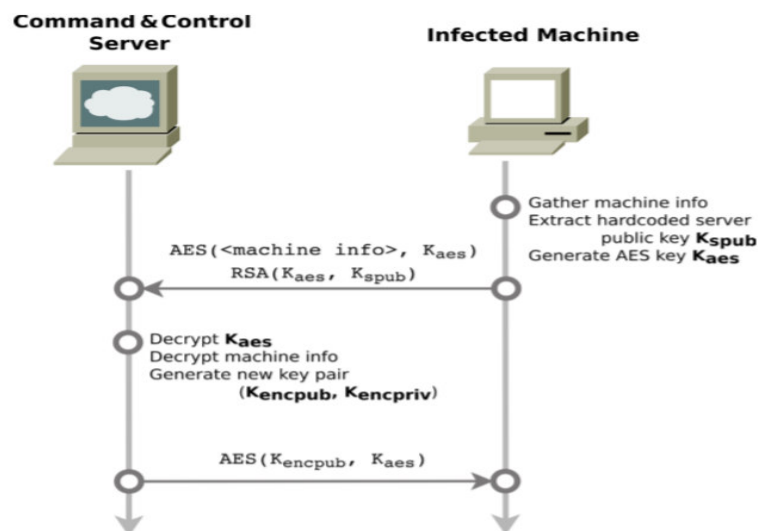 Command & Control
Server
Infected Machine
Gather machine info
Extract hardcoded server
public key Kspub
Generate AES key Kaes
AES(<machine info>, Kaes)
RSA(Kaes, Kspub)
Decrypt Kaes
Decrypt machine info
Generate new key pair
(Kencpub, Kencpriv)
AES(Kencpub, Kaes)